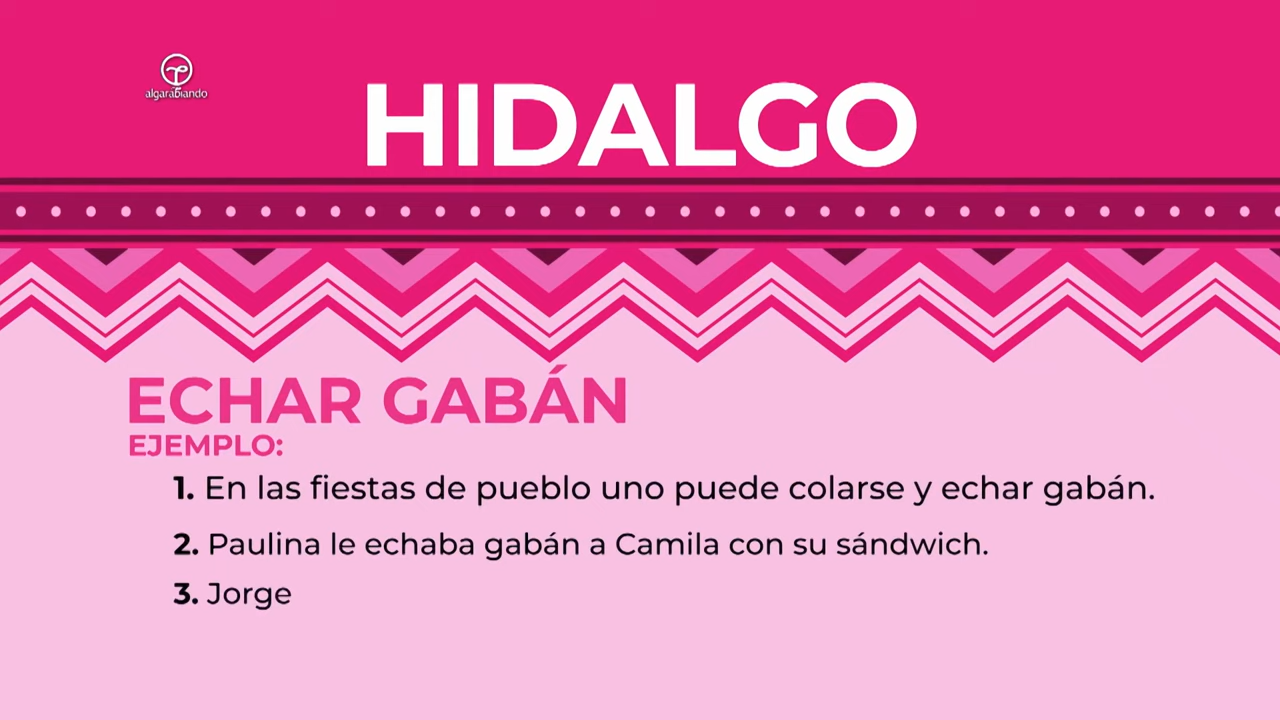 algarabiando
HIDALGO
ECHAR GABÁN
EJEMPLO:
1. En las fiestas de pueblo uno puede colarse y echar gabán.
2. Paulina le echaba gabán a Camila con su sándwich.
3. Jorge